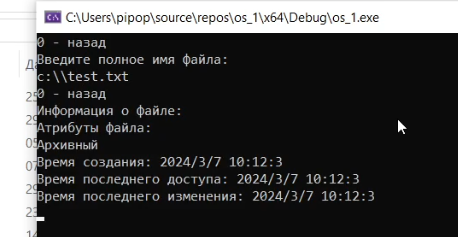 C:\Users\pipop\source\repos\os_1\x64\Debug\os_1.exe
0 - назад
Введите полное имя файла:
c:\\test.txt
0 - назад
Информация о файле:
Атрибуты файла:
Архивный
Время создания: 2024/3/7 10:12:3
Время последнего доступа: 2024/3/7 10:12:3
Время последнего изменения: 2024/3/7 10:12:3